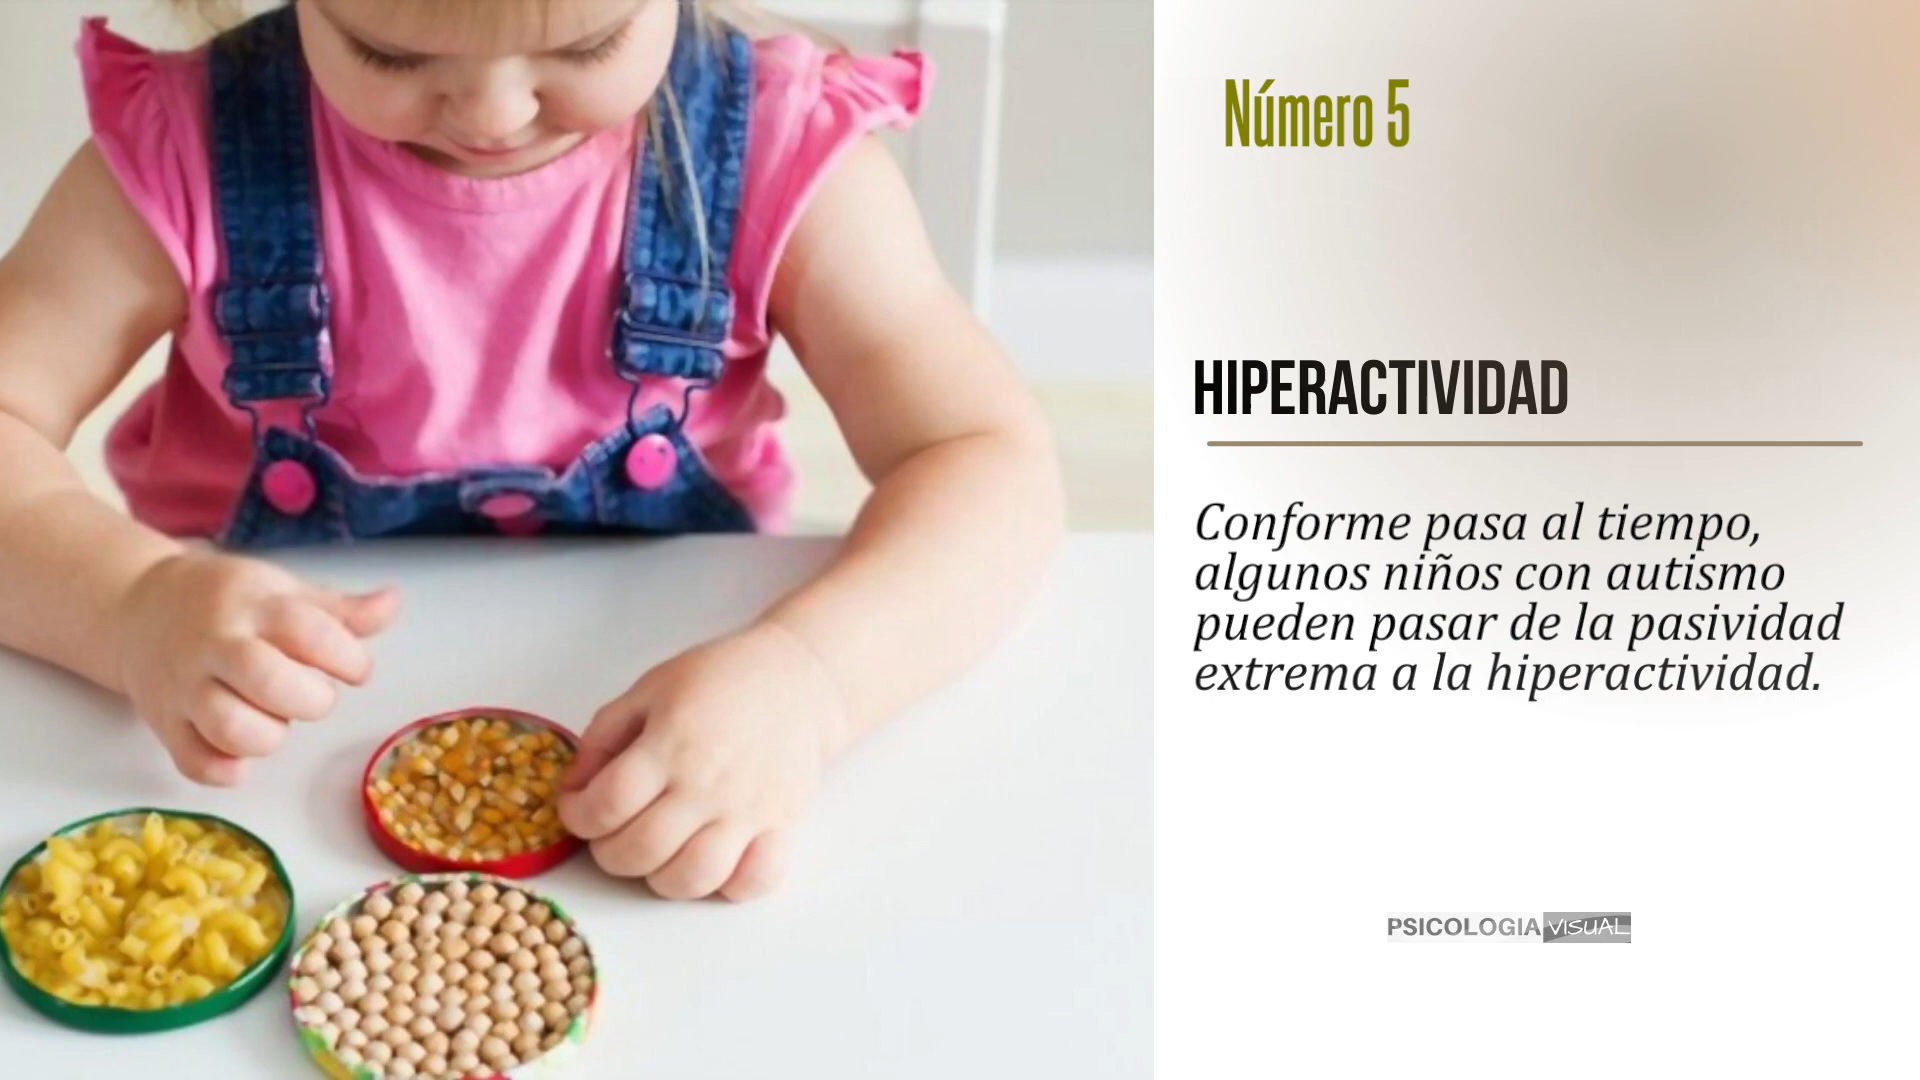 Número 5
HIPERACTIVIDAD
Conforme pasa al tiempo,
algunos niños con autismo
pueden pasar de la pasividad
extrema a la hiperactividad.
PSICOLOGIA VISUAL